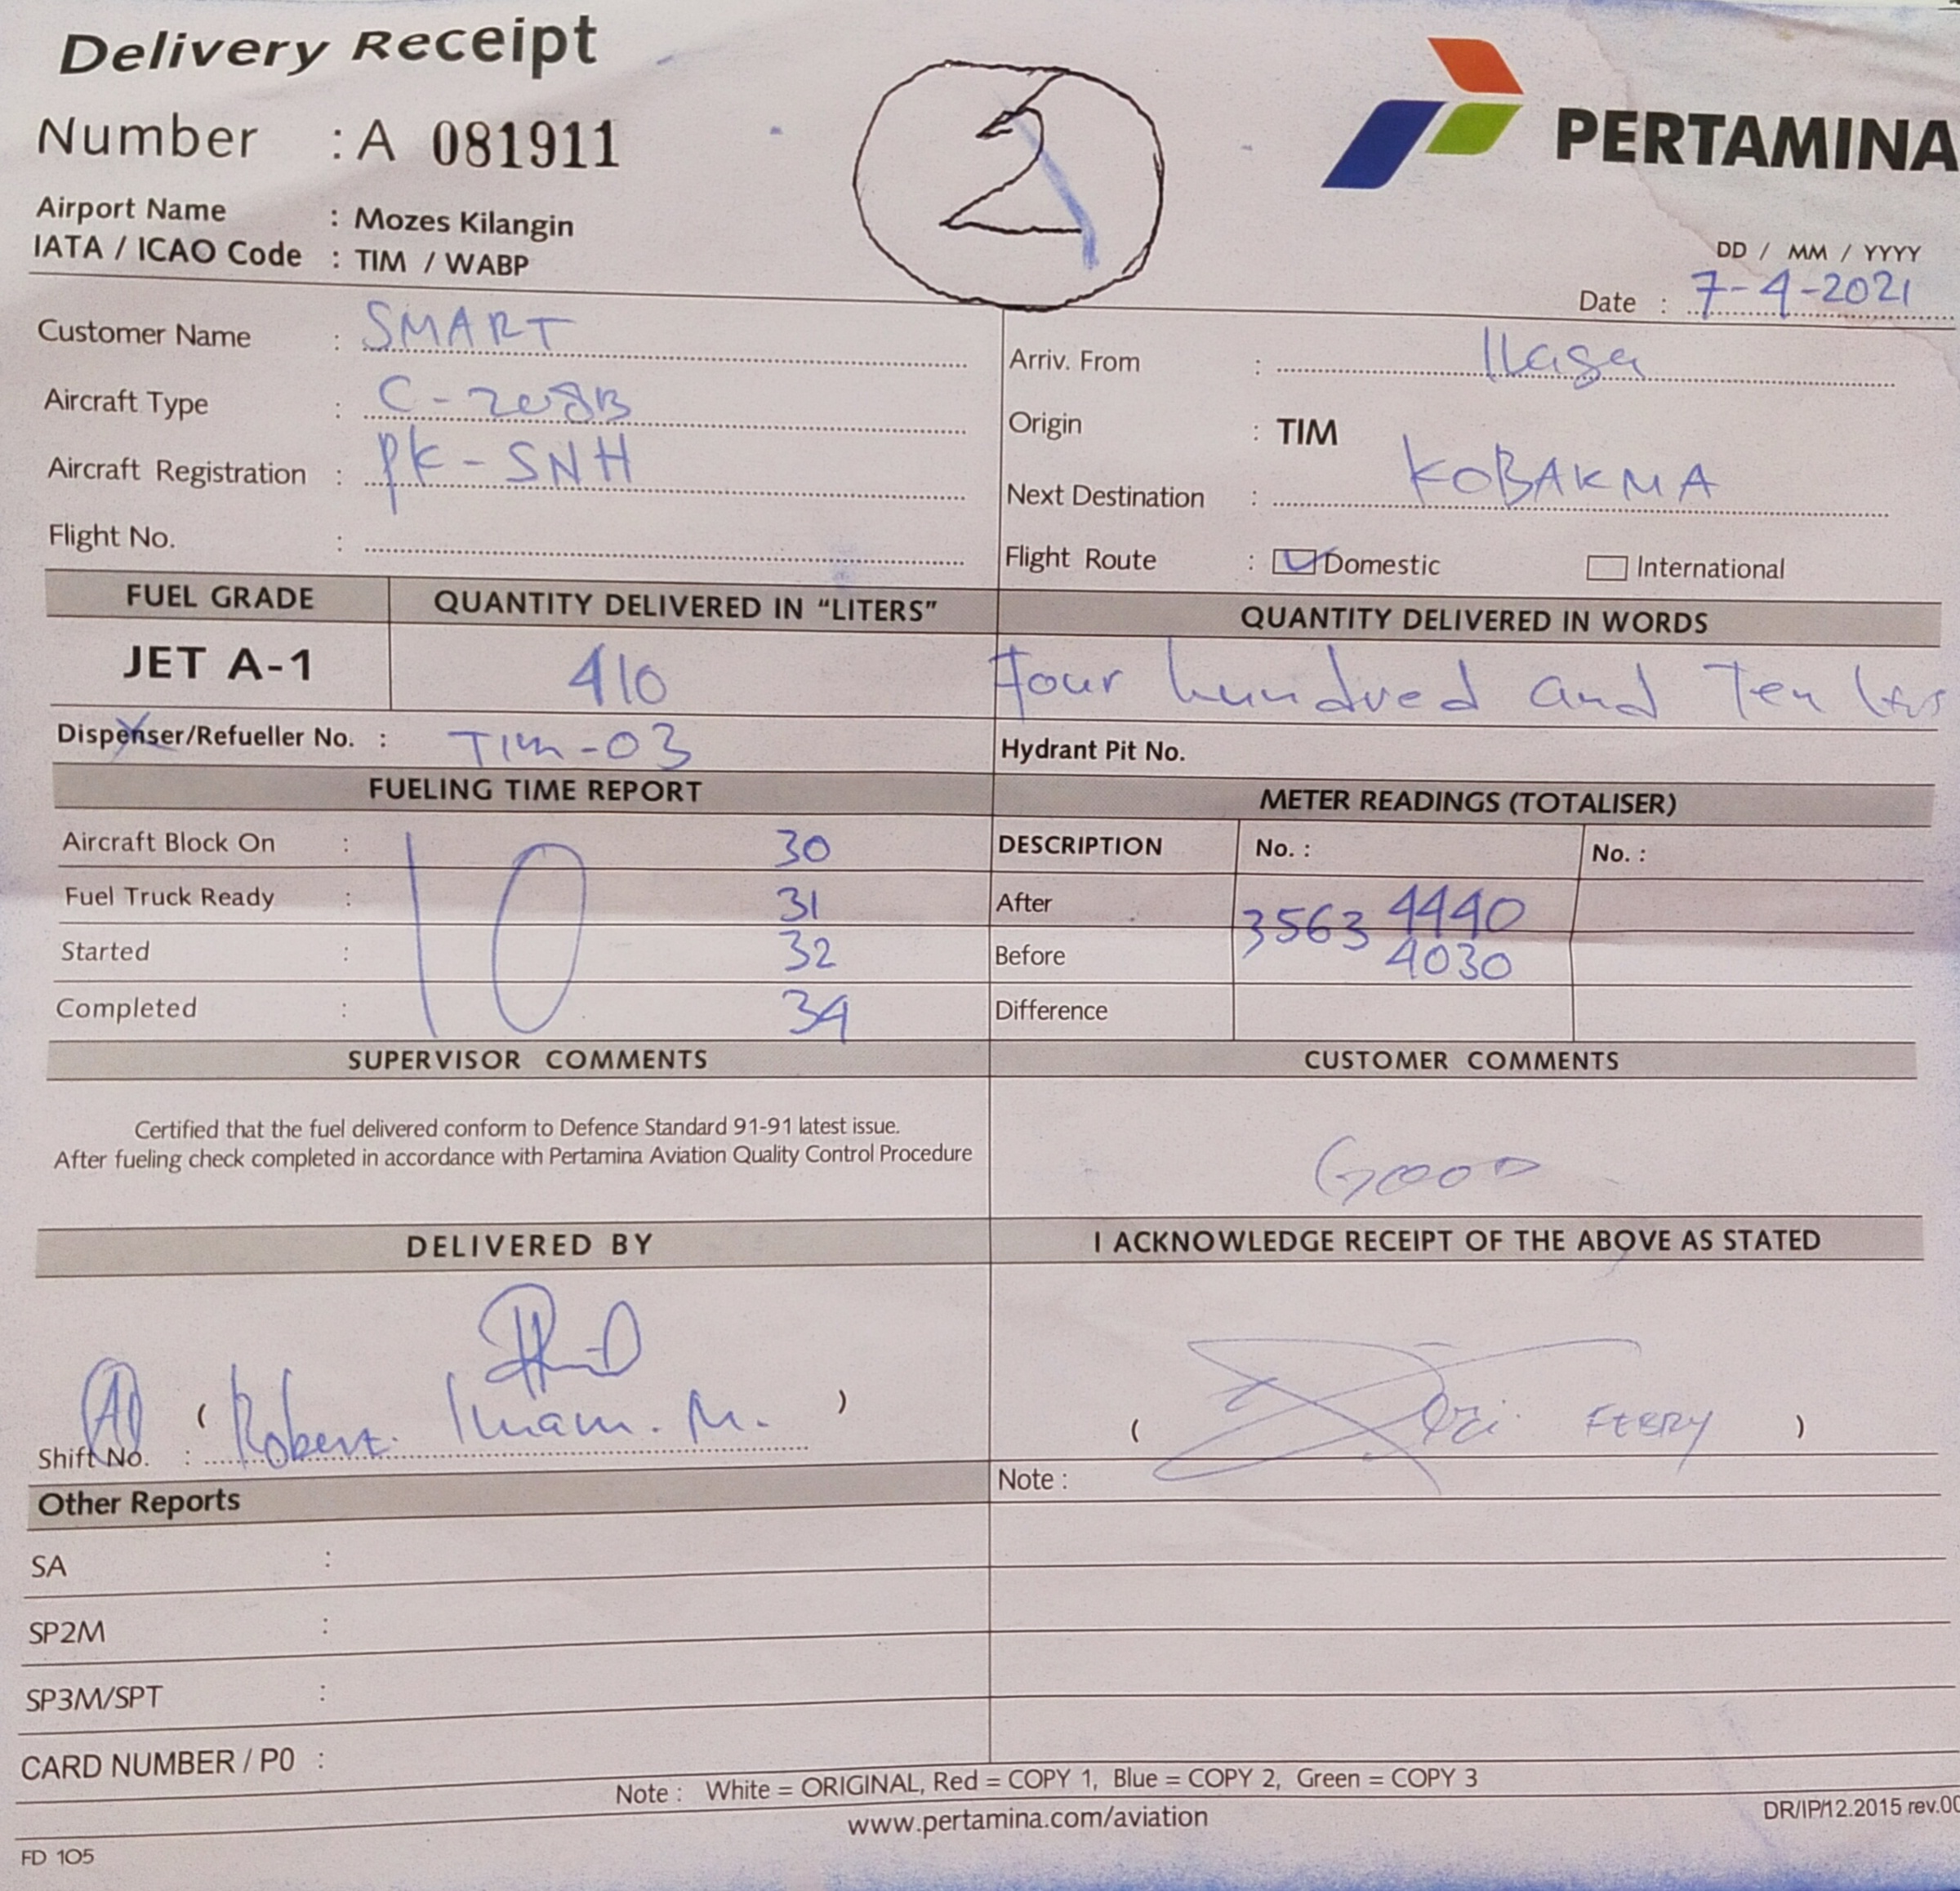 Delivery Receipt
Number : A 081911
2
PERTAMINA
Airport Name : Mozes Kilangin
IATA / ICAO Code : TIM / WABP
DD / MM / YYYY
Date : 7-4-2021
Customer Name : SMART
Aircraft Type : C-208B
Aircraft Registration : PK-SNH
Flight No. :
Arriv. From : Ilaga
Origin : TIM
Next Destination : KOBAKMA
Flight Route : Domestic International
FUEL GRADE QUANTITY DELIVERED IN “LITERS” QUANTITY DELIVERED IN WORDS
JET A-1 410 Four hundred and Ten
Dispenser/Refueller No. : TIM-03 Hydrant Pit No.
FUELING TIME REPORT METER READINGS (TOTALISER)
Aircraft Block On : 10 30 DESCRIPTION No. : No. :
Fuel Truck Ready : 31 After 3563 4440
Started : 32 Before 4030
Completed : 34 Difference
SUPERVISOR COMMENTS CUSTOMER COMMENTS
Certified that the fuel delivered conform to Defence Standard 91-91 latest issue.
After fueling check completed in accordance with Pertamina Aviation Quality Control Procedure
GOOD
DELIVERED BY I ACKNOWLEDGE RECEIPT OF THE ABOVE AS STATED
( Robert. Imam. M. )
Shift No. :
( )
Note :
Other Reports
SA :
SP2M :
SP3M/SPT :
CARD NUMBER / P0 :
Note : White = ORIGINAL, Red = COPY 1, Blue = COPY 2, Green = COPY 3
www.pertamina.com/aviation
DR/IP/12.2015 rev.00
FD 105